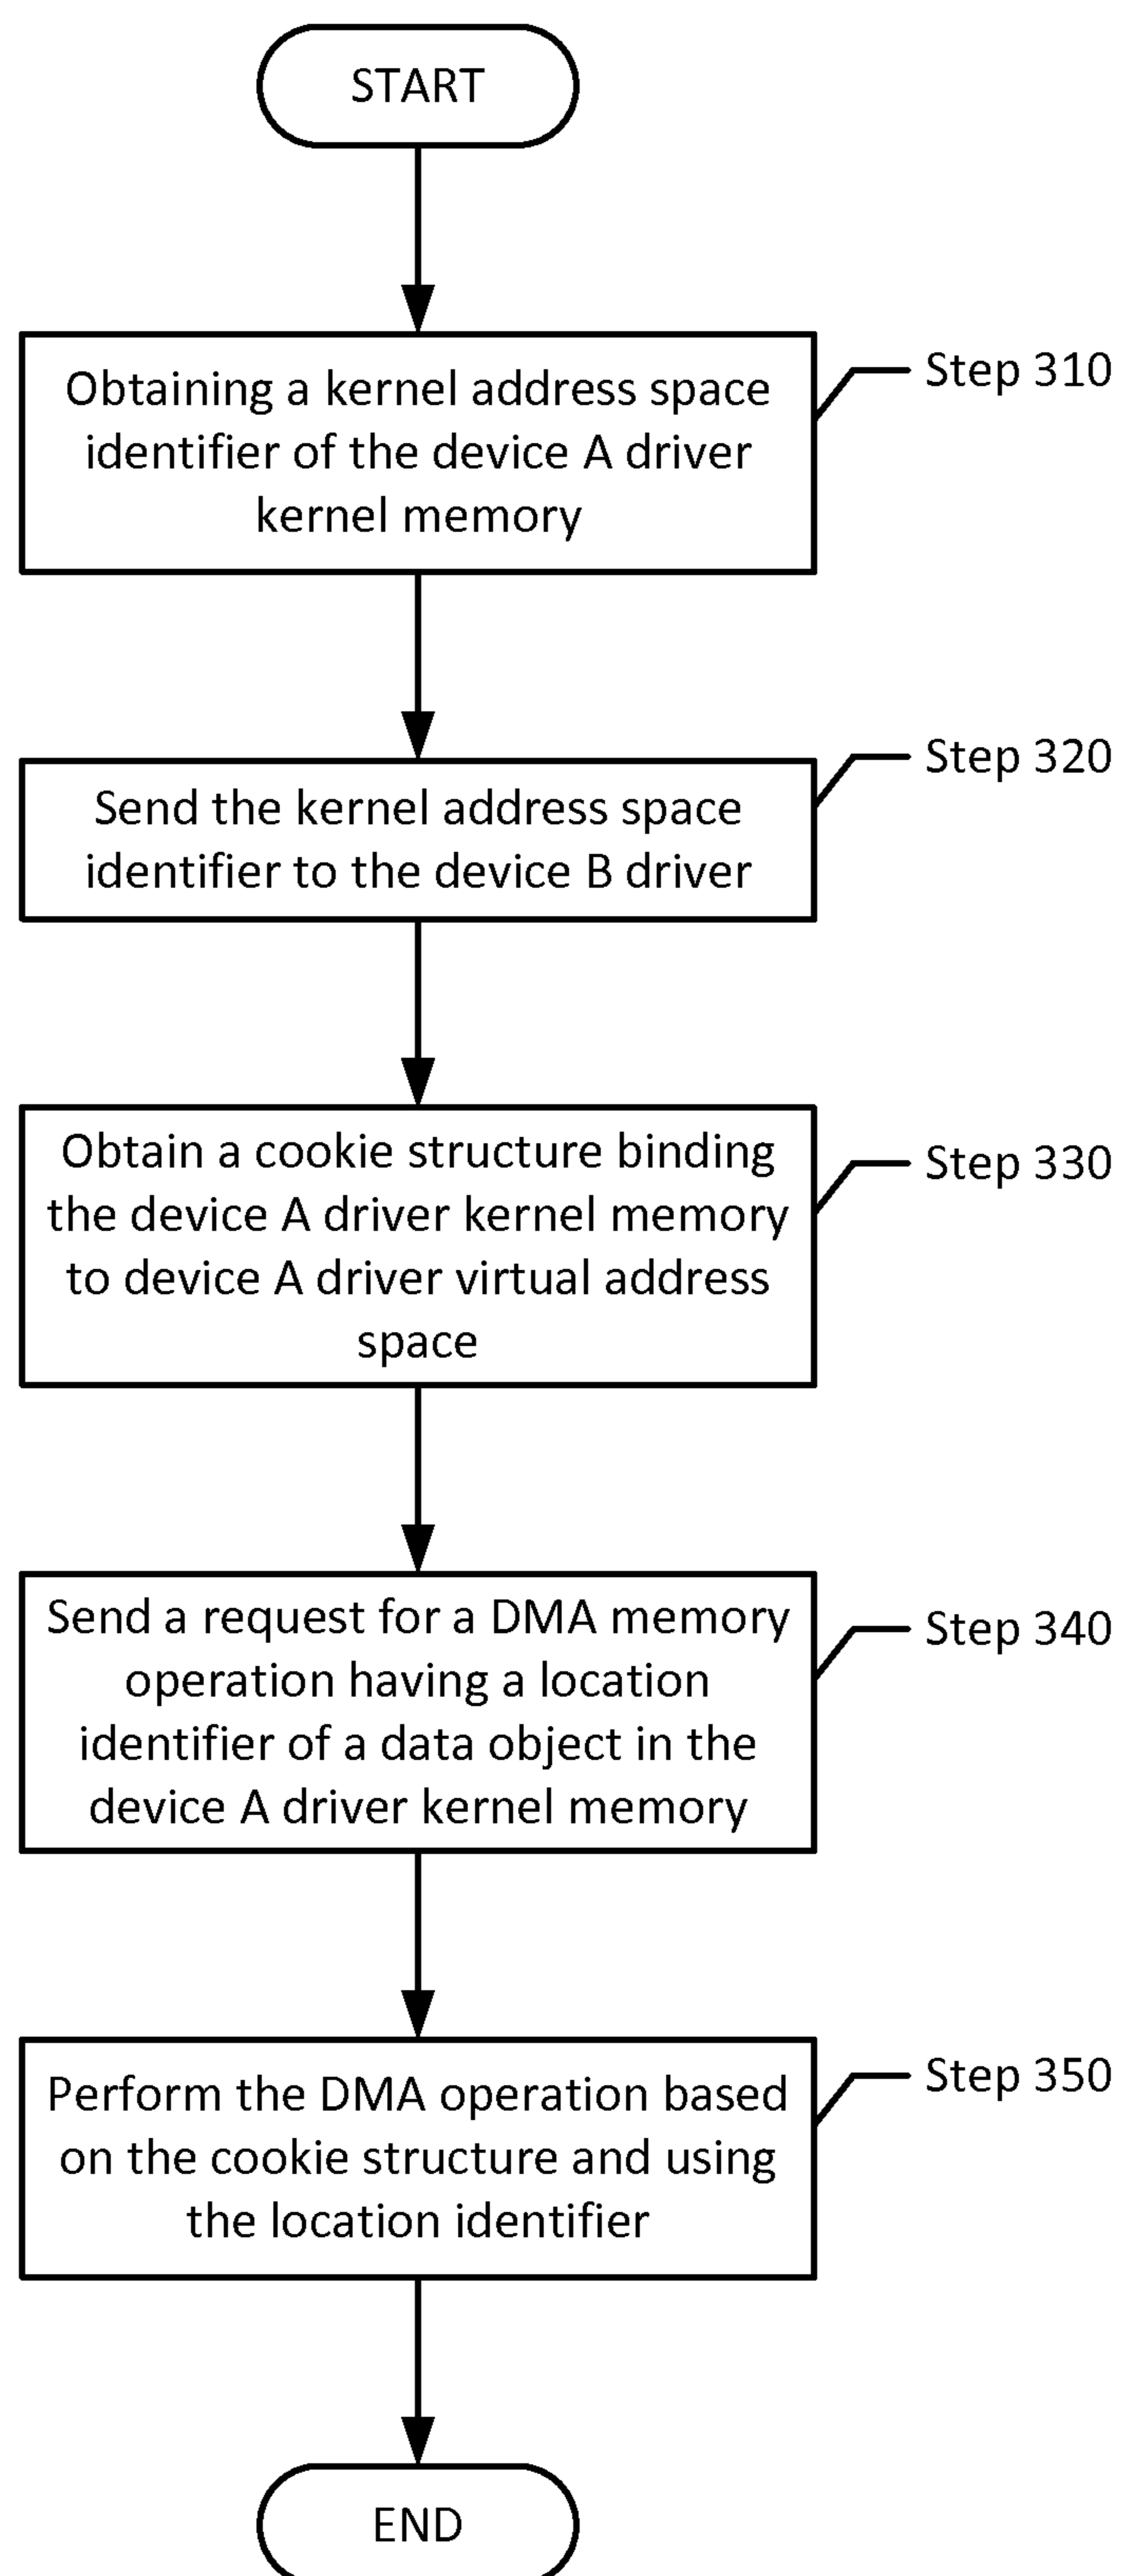 START
Obtaining a kernel address space
identifier of the device A driver
kernel memory
Step 310
Send the kernel address space
identifier to the device B driver
Step 320
Obtain a cookie structure binding
the device A driver kernel memory
to device A driver virtual address
space
Step 330
Send a request for a DMA memory
operation having a location
identifier of a data object in the
device A driver kernel memory
Step 340
Perform the DMA operation based
on the cookie structure and using
the location identifier
Step 350
END